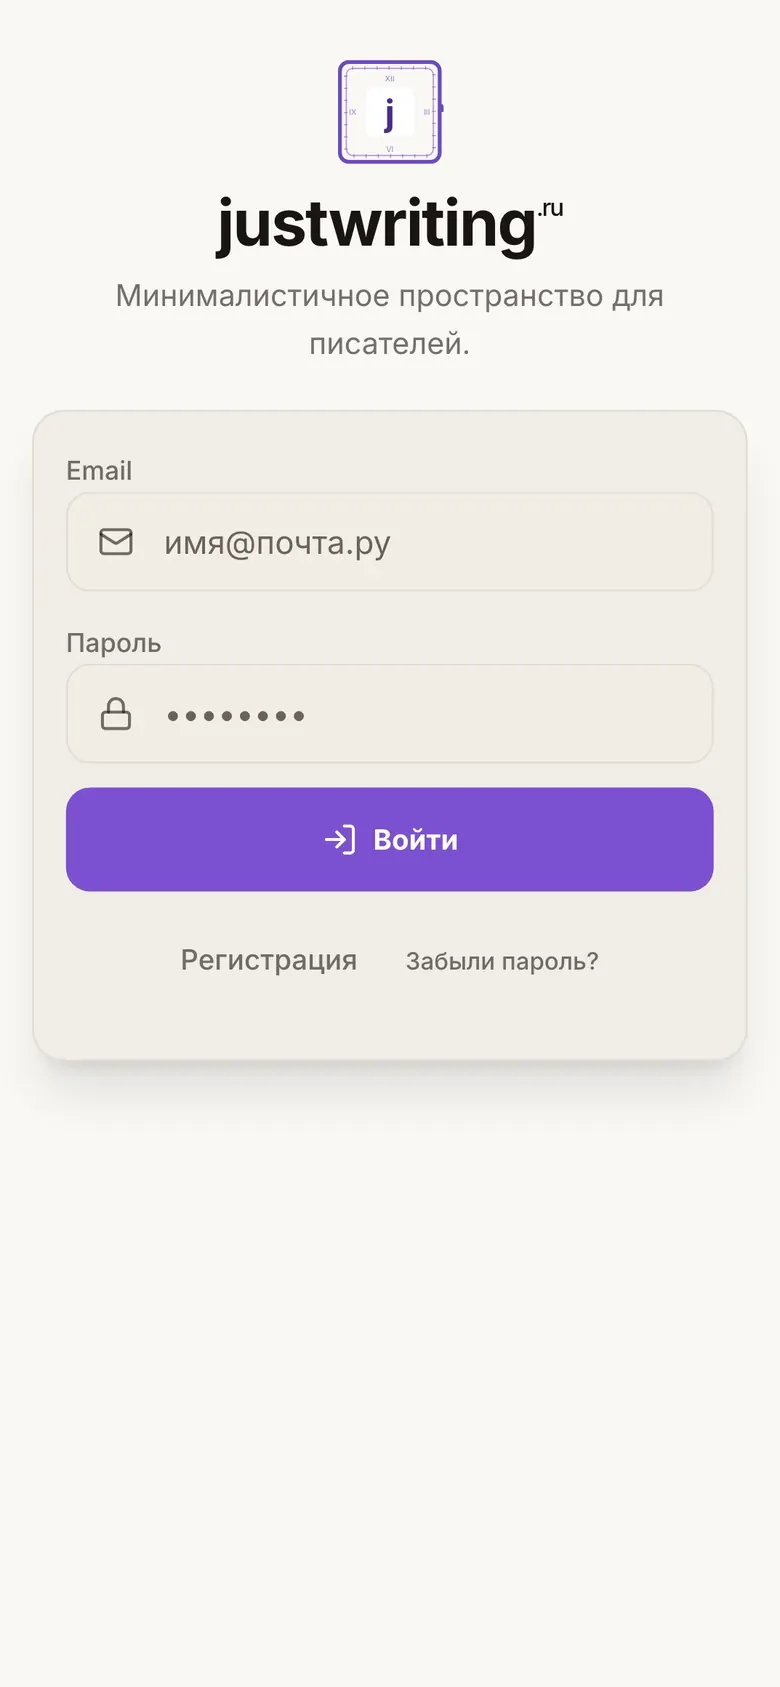 XII
IX j III
VI
justwriting.ru
Минималистичное пространство для
писателей.
Email
имя@почта.ру
Пароль
••••••••
Войти
Регистрация Забыли пароль?